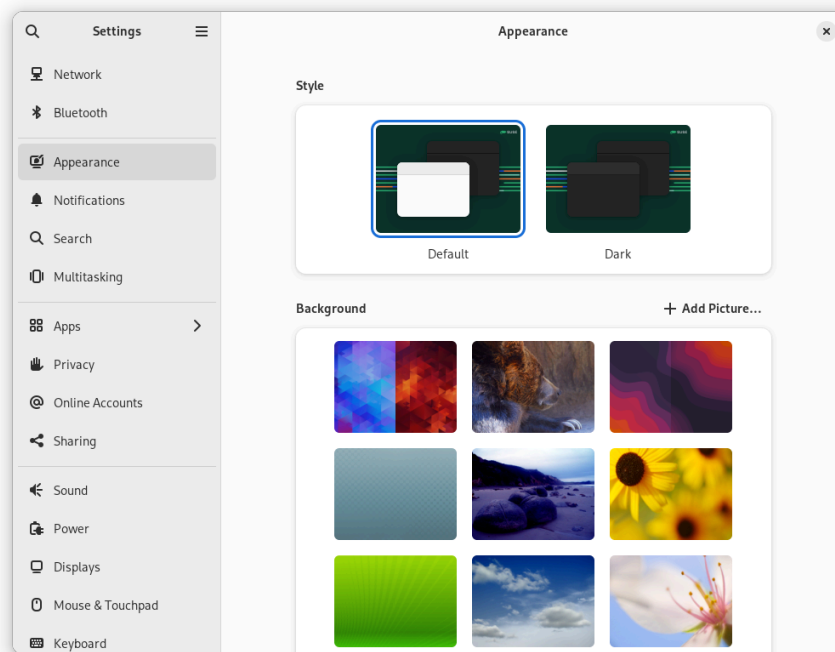 Settings
Appearance
Network
Bluetooth
Appearance
Notifications
Search
Multitasking
Apps
Privacy
Online Accounts
Sharing
Sound
Power
Displays
Mouse & Touchpad
Keyboard
Style
Default
Dark
Background
Add Picture...